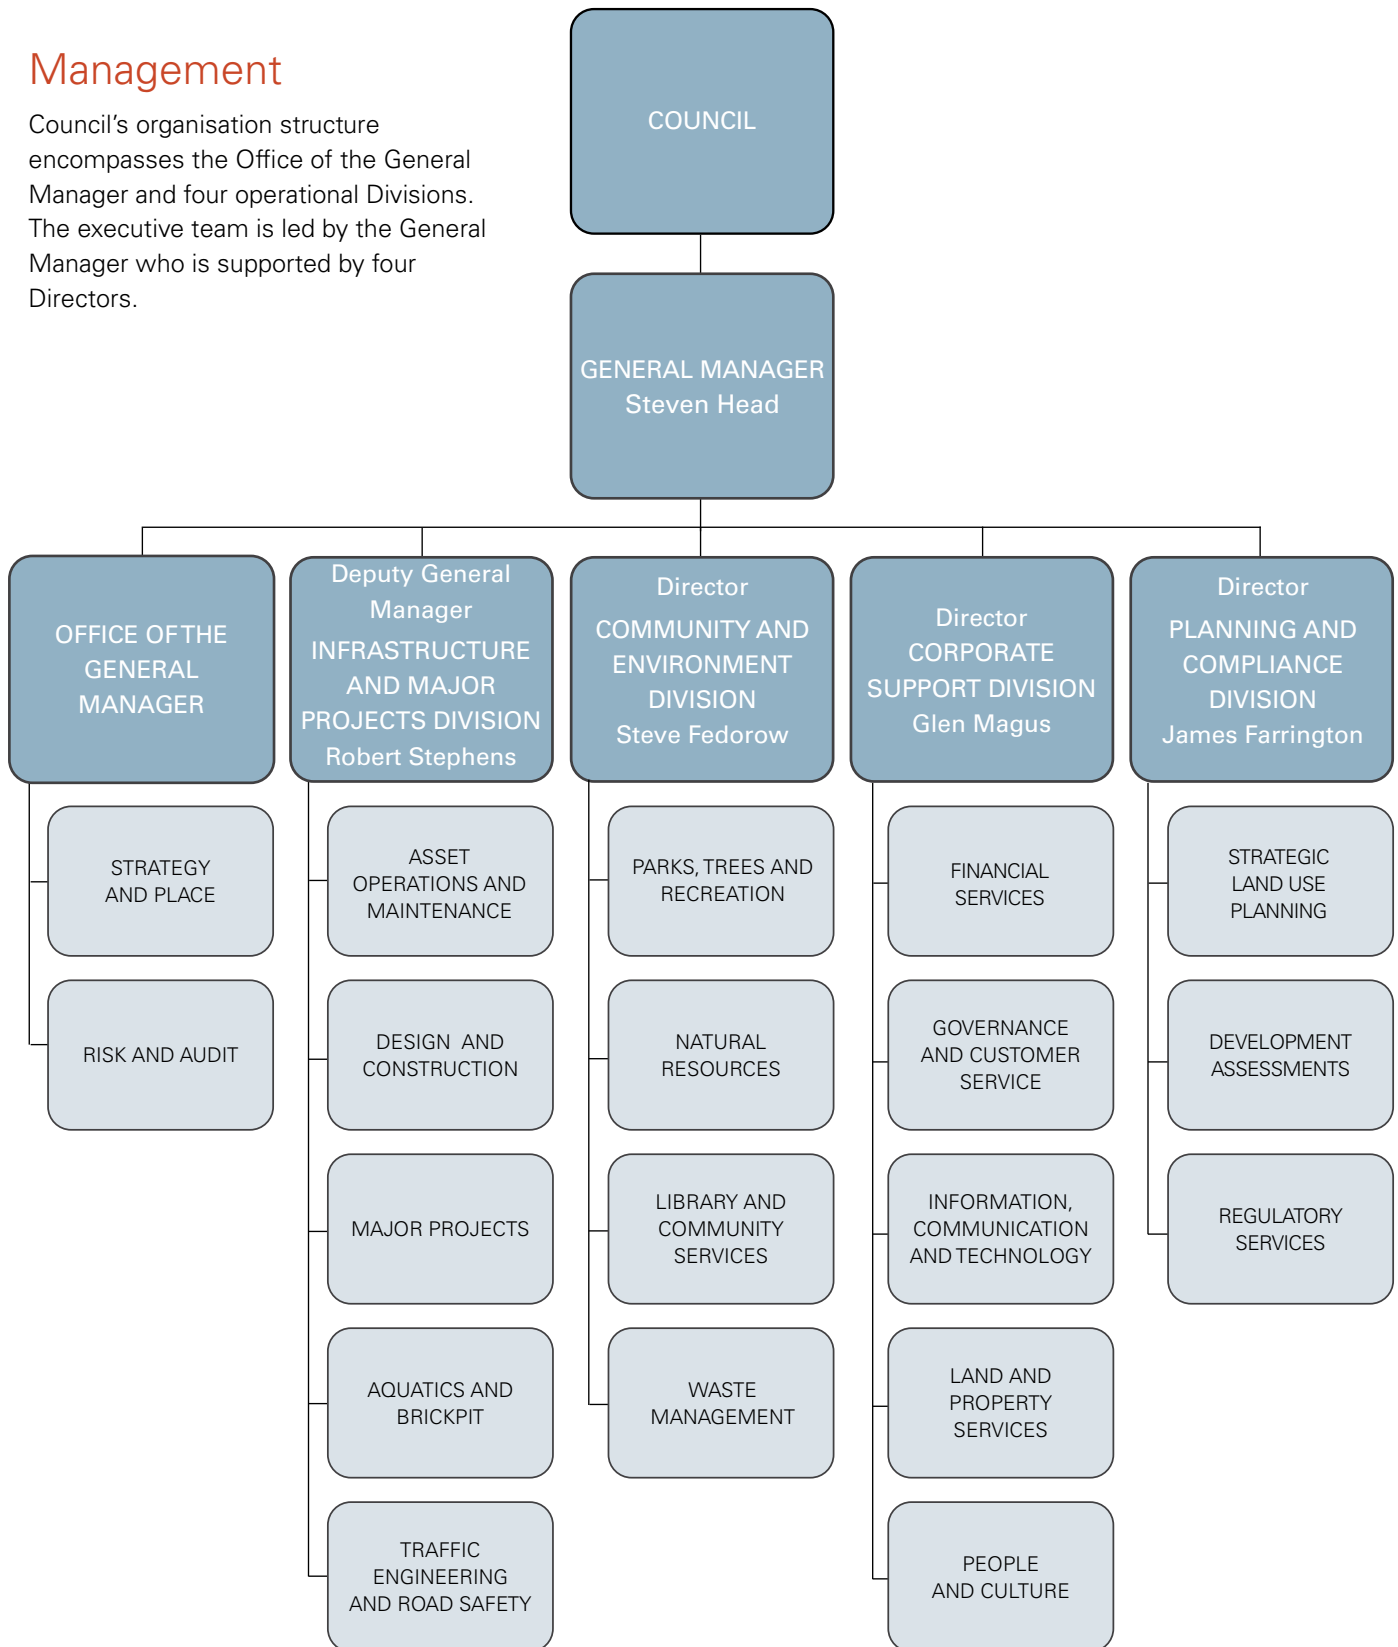 Management
Council's organisation structure
encompasses the Office of the General
Manager and four operational Divisions.
The executive team is led by the General
Manager who is supported by four
Directors.
COUNCIL
GENERAL MANAGER
Steven Head
OFFICE OF THE
GENERAL
MANAGER
Deputy General
Manager
INFRASTRUCTURE
AND MAJOR
PROJECTS DIVISION
Robert Stephens
Director
COMMUNITY AND
ENVIRONMENT
DIVISION
Steve Fedorow
Director
CORPORATE
SUPPORT DIVISION
Glen Magus
Director
PLANNING AND
COMPLIANCE
DIVISION
James Farrington
STRATEGY
AND PLACE
RISK AND AUDIT
ASSET
OPERATIONS AND
MAINTENANCE
DESIGN AND
CONSTRUCTION
MAJOR PROJECTS
AQUATICS AND
BRICKPIT
TRAFFIC
ENGINEERING
AND ROAD SAFETY
PARKS, TREES AND
RECREATION
NATURAL
RESOURCES
LIBRARY AND
COMMUNITY
SERVICES
WASTE
MANAGEMENT
FINANCIAL
SERVICES
GOVERNANCE
AND CUSTOMER
SERVICE
INFORMATION,
COMMUNICATION
AND TECHNOLOGY
LAND AND
PROPERTY
SERVICES
PEOPLE
AND CULTURE
STRATEGIC
LAND USE
PLANNING
DEVELOPMENT
ASSESSMENTS
REGULATORY
SERVICES